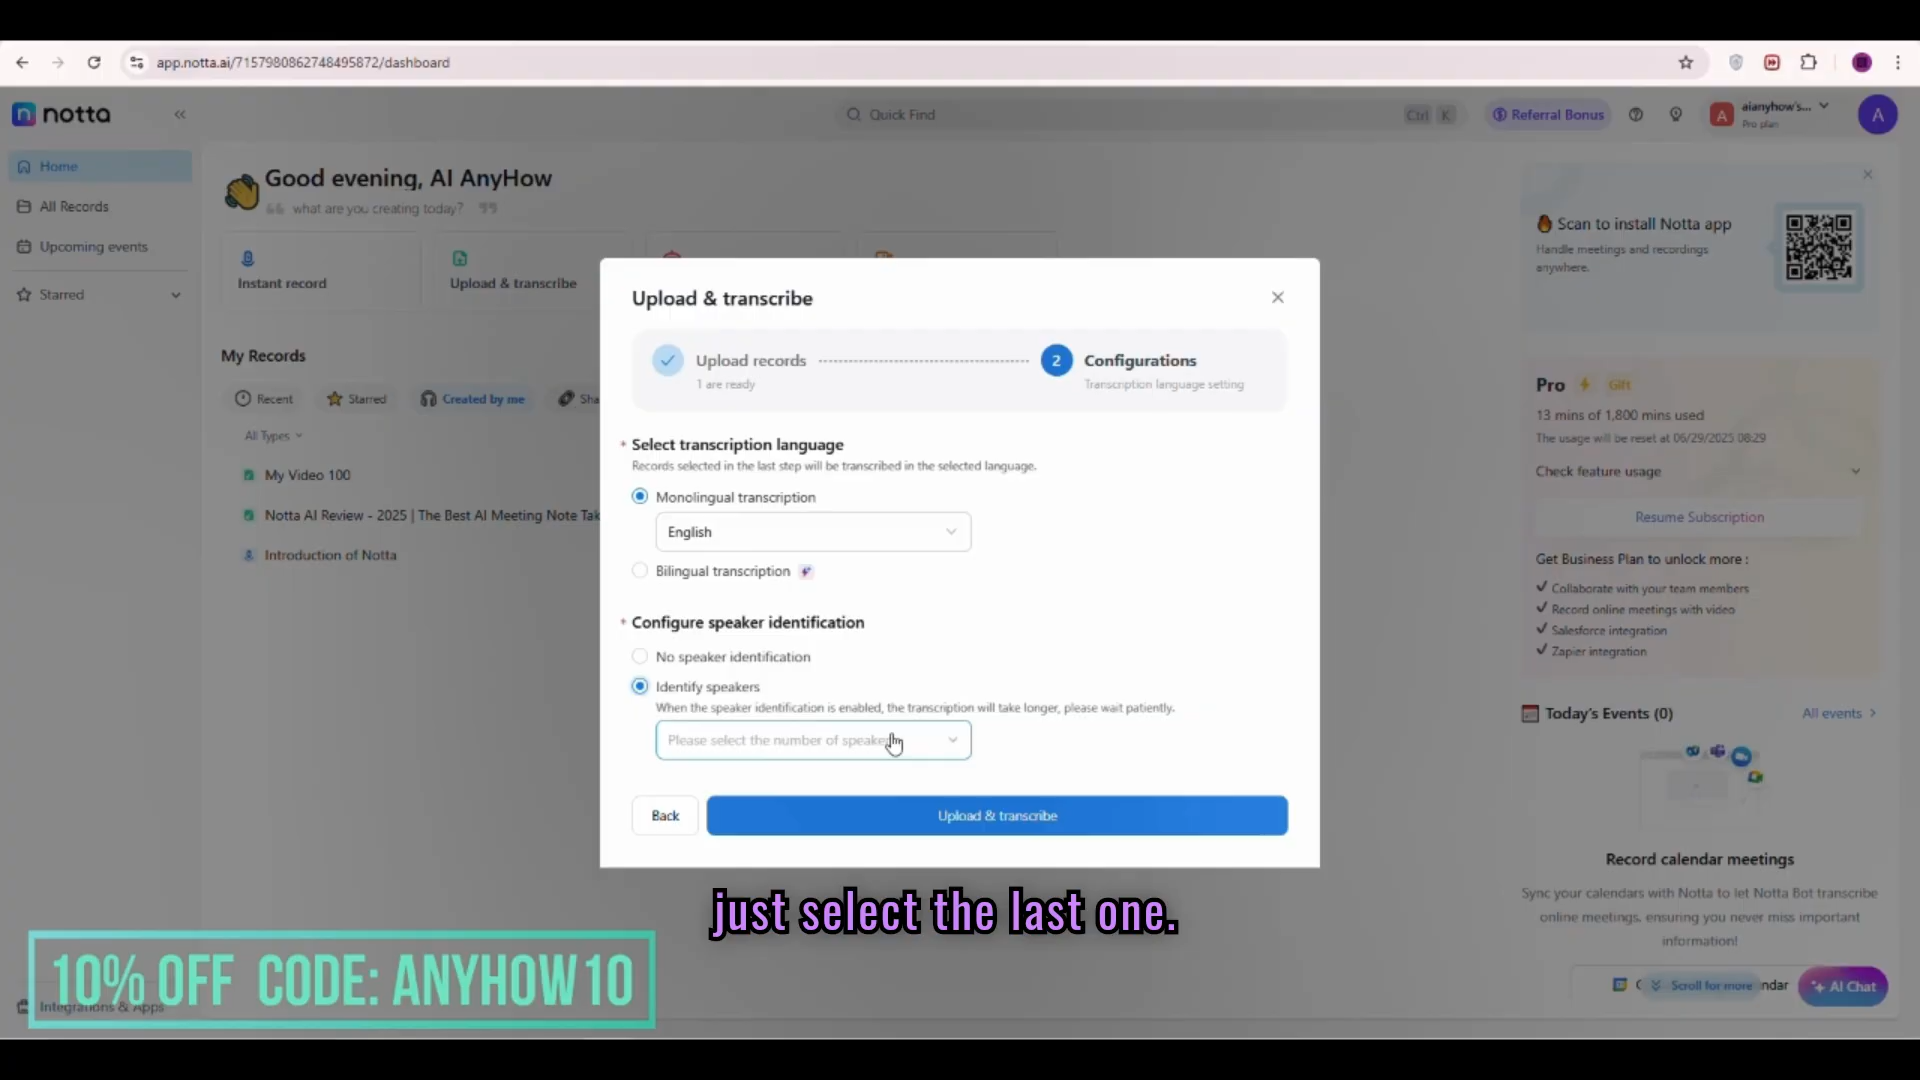 app.notta.ai/7157980862748495872/dashboard
notta
Quick Find
Ctrl K
Referral Bonus
A
aianyhow's...
Pro plan
A
Home
All Records
Upcoming events
Starred
Good evening, AI AnyHow
what are you creating today?
Instant record
Upload & transcribe
My Records
Recent
Starred
Created by me
Sha
All Types
My Video 100
Notta AI Review - 2025 | The Best AI Meeting Note Tak
Introduction of Notta
Upload & transcribe
Upload records
1 are ready
2
Configurations
Transcription language setting
* Select transcription language
Records selected in the last step will be transcribed in the selected language.
Monolingual transcription
English
Bilingual transcription
* Configure speaker identification
No speaker identification
Identify speakers
When the speaker identification is enabled, the transcription will take longer, please wait patiently.
Please select the number of speaker
Back
Upload & transcribe
Scan to install Notta app
Handle meetings and recordings
anywhere.
Pro Gift
13 mins of 1,800 mins used
The usage will be reset at 06/29/2025 08:29
Check feature usage
Resume Subscription
Get Business Plan to unlock more :
Collaborate with your team members
Record online meetings with video
Salesforce integration
Zapier integration
Today's Events (0)
All events
Record calendar meetings
Sync your calendars with Notta to let Notta Bot transcribe
online meetings, ensuring you never miss important
information!
Scroll for more
ndar
AI Chat
just select the last one.
10% OFF CODE: ANYHOW10
Integrations & Apps